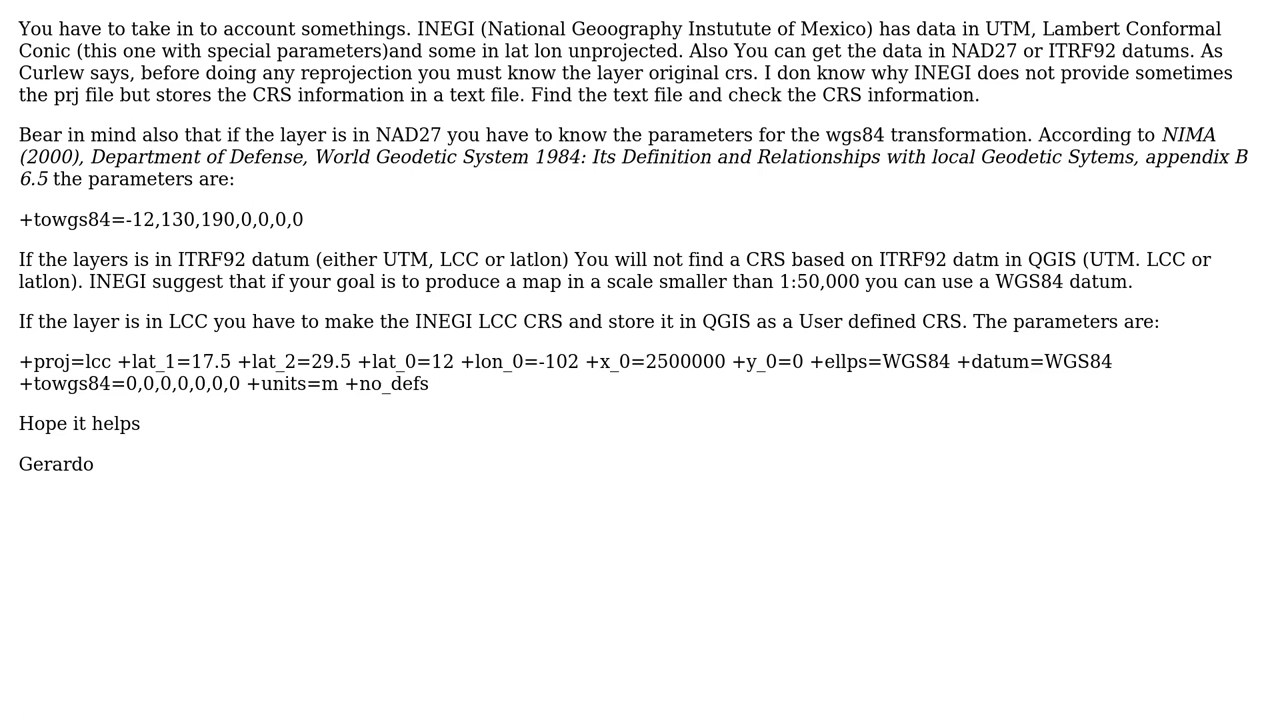 You have to take in to account somethings. INEGI (National Geoography Instutute of Mexico) has data in UTM, Lambert Conformal
Conic (this one with special parameters)and some in lat lon unprojected. Also You can get the data in NAD27 or ITRF92 datums. As
Curlew says, before doing any reprojection you must know the layer original crs. I don know why INEGI does not provide sometimes
the prj file but stores the CRS information in a text file. Find the text file and check the CRS information.
Bear in mind also that if the layer is in NAD27 you have to know the parameters for the wgs84 transformation. According to NIMA
(2000), Department of Defense, World Geodetic System 1984: Its Definition and Relationships with local Geodetic Sytems, appendix B
6.5 the parameters are:
+towgs84=-12,130,190,0,0,0,0
If the layers is in ITRF92 datum (either UTM, LCC or latlon) You will not find a CRS based on ITRF92 datm in QGIS (UTM. LCC or
latlon). INEGI suggest that if your goal is to produce a map in a scale smaller than 1:50,000 you can use a WGS84 datum.
If the layer is in LCC you have to make the INEGI LCC CRS and store it in QGIS as a User defined CRS. The parameters are:
+proj=lcc +lat_1=17.5 +lat_2=29.5 +lat_0=12 +lon_0=-102 +x_0=2500000 +y_0=0 +ellps=WGS84 +datum=WGS84
+towgs84=0,0,0,0,0,0,0 +units=m +no_defs
Hope it helps
Gerardo